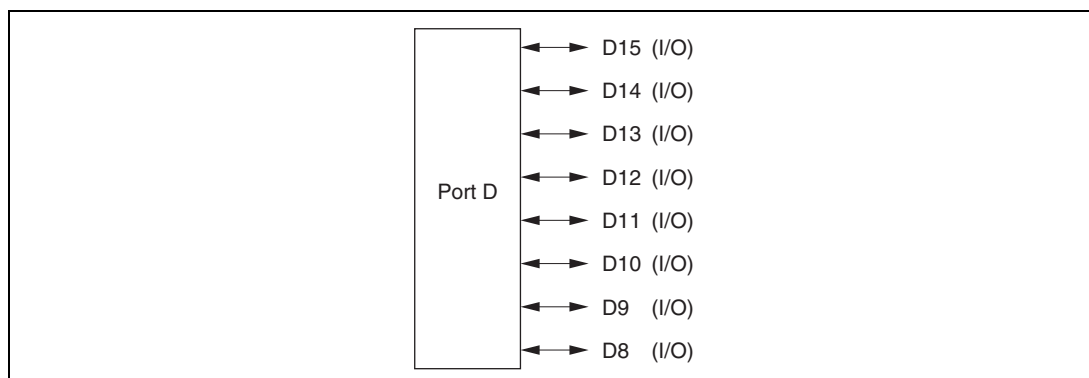 D15 (I/O)
D14 (I/O)
D13 (I/O)
D12 (I/O)
Port D
D11 (I/O)
D10 (I/O)
D9 (I/O)
D8 (I/O)